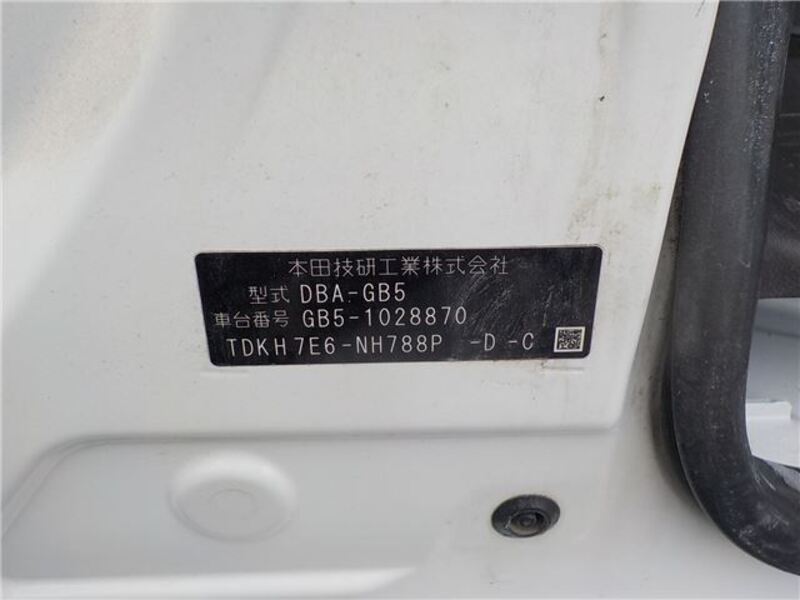 本田技研工業株式会社
型式 DBA-GB5
車台番号 GB5-1028870
TDKH7E6-NH788P -D -C